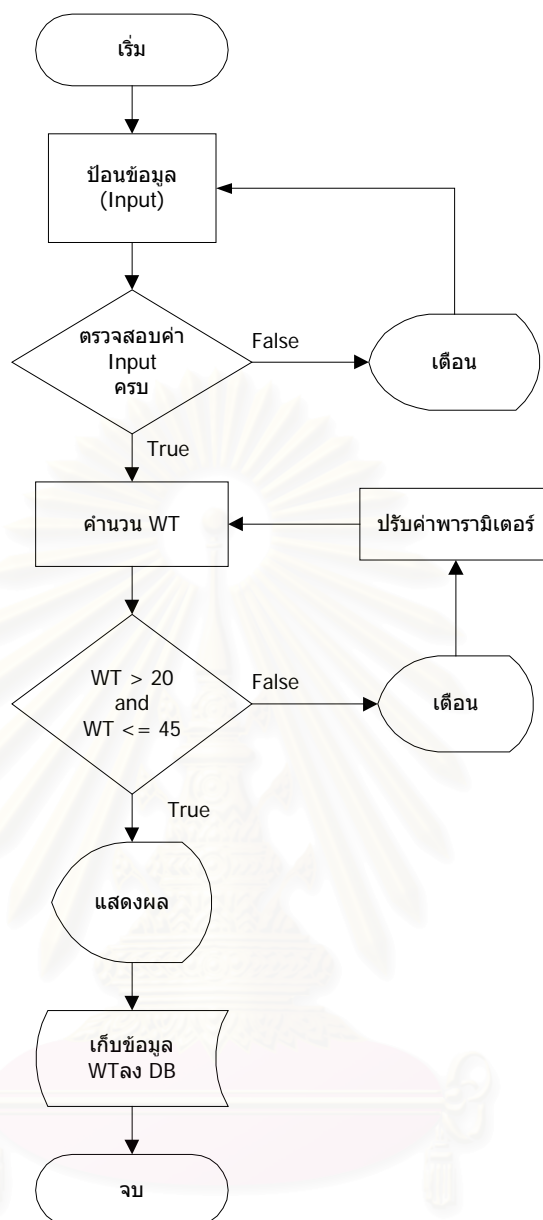 เริ่ม
ป้อนข้อมูล
(Input)
ตรวจสอบค่า
Input
ครบ
False
เตือน
True
คำนวน WT
ปรับค่าพารามิเตอร์
WT > 20
and
WT <= 45
False
เตือน
True
แสดงผล
เก็บข้อมูล
WTลง DB
จบ